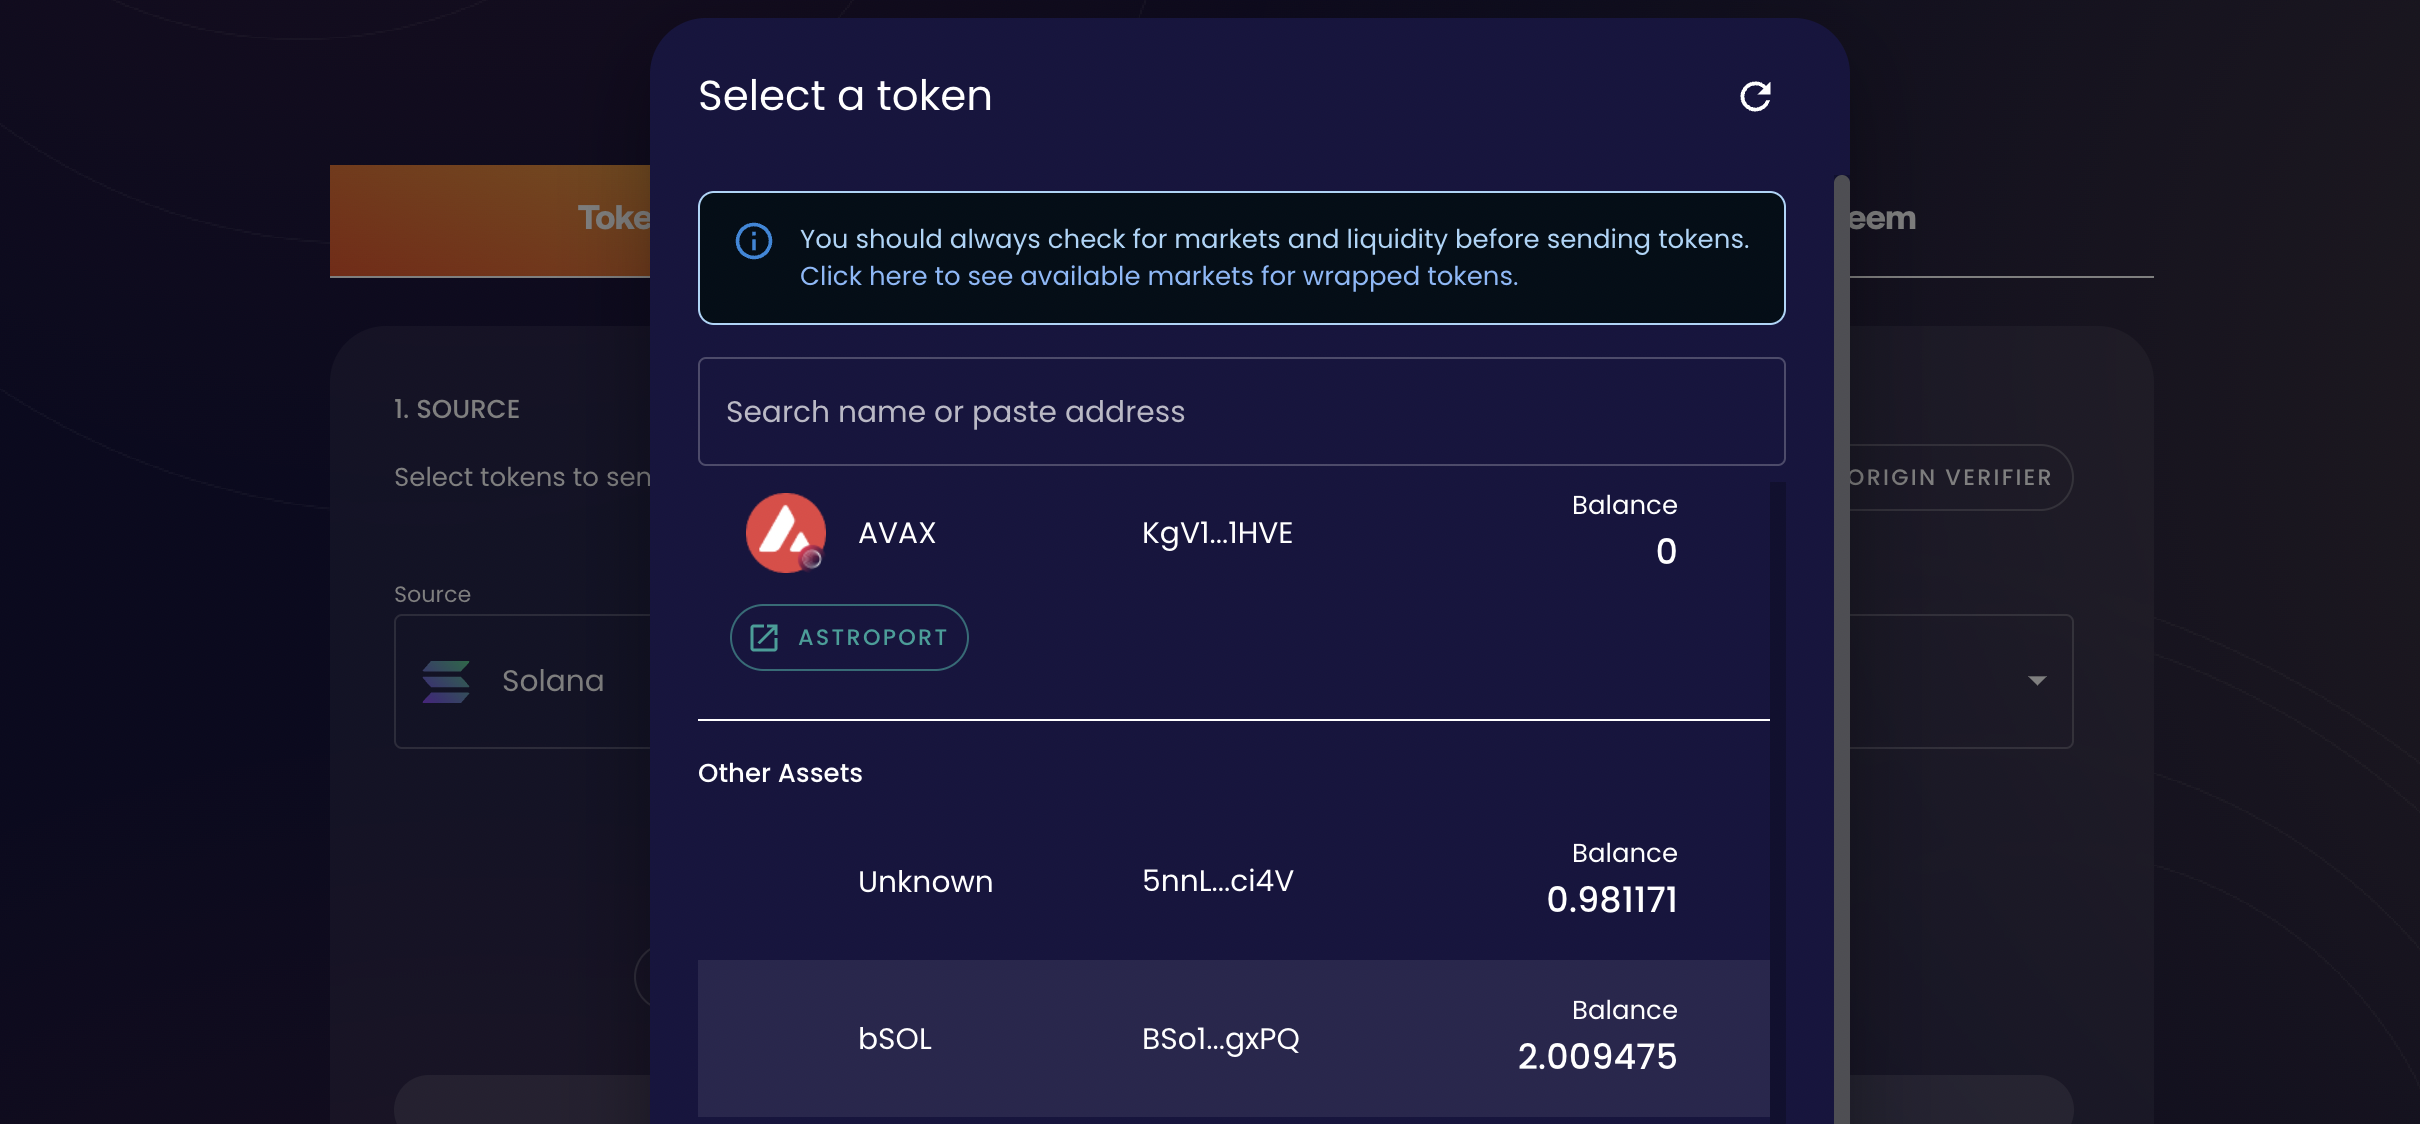 Select a token
You should always check for markets and liquidity before sending tokens.
Click here to see available markets for wrapped tokens.
Search name or paste address
AVAX KgV1...1HVE Balance 0
ASTROPORT
Other Assets
Unknown 5nnL...ci4V Balance 0.981171
bSOL BSo1...gxPQ Balance 2.009475
Toke
eem
1. SOURCE
Select tokens to sen
ORIGIN VERIFIER
Source
Solana